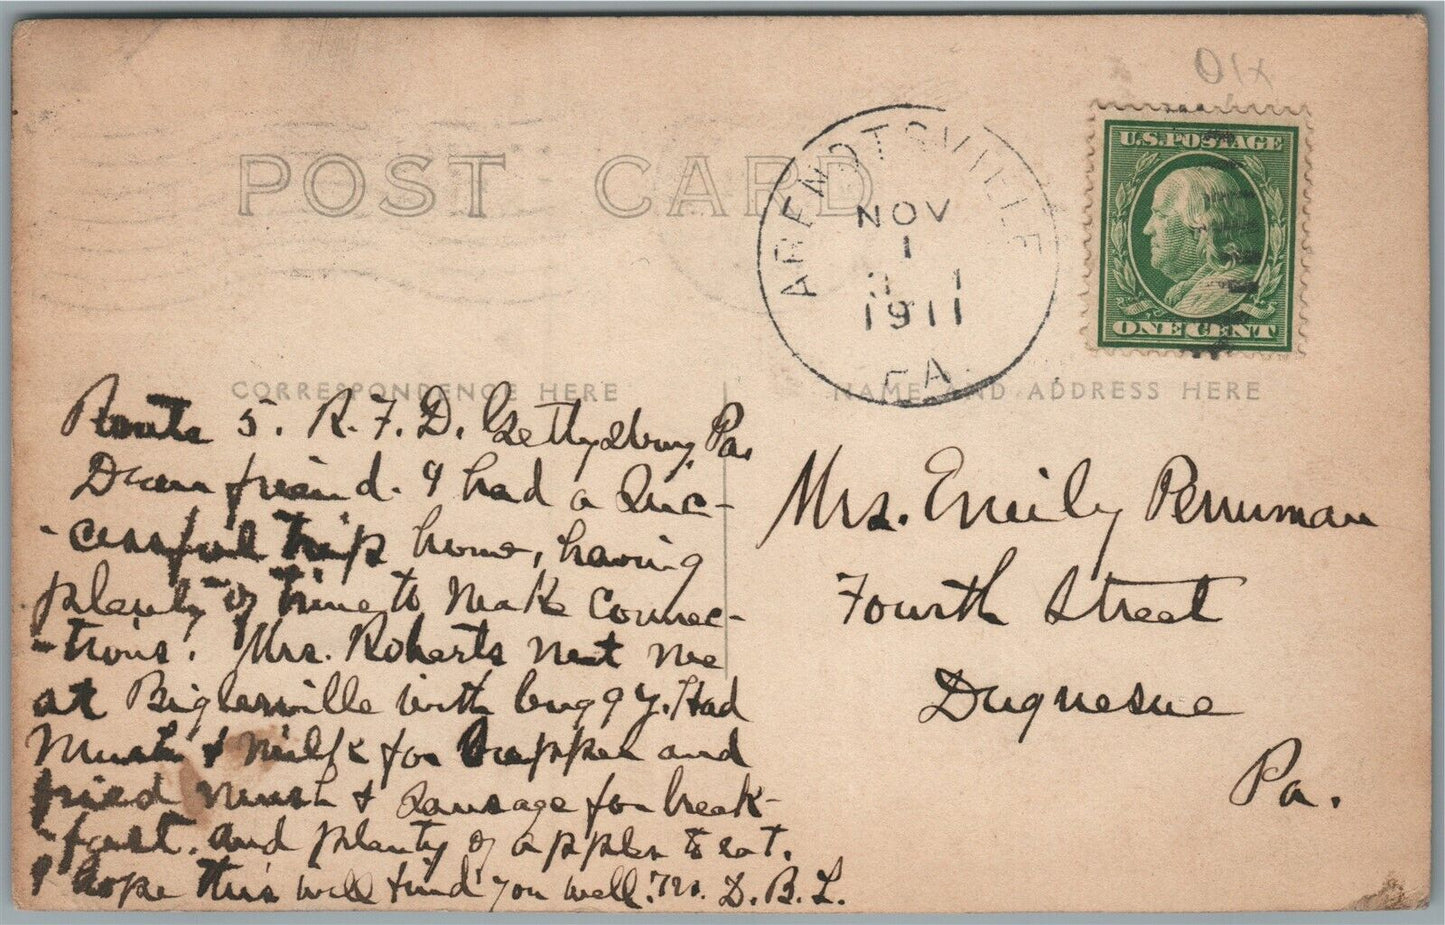 x10
POST CARD
ARENDTSVILLE
NOV
1
1911
PA.
U.S. POSTAGE
ONE CENT
CORRESPONDENCE HERE
NAME AND ADDRESS HERE
Route 5. R.F.D. Gettysburg, Pa.
Dear friend. I had a suc-
-cessful trip home, having
plenty of time to make connec-
-tions. Mrs. Roberts met me
at Biglerville with buggy. Had
Mush & milk for supper and
fried mush & sausage for break-
-fast. and plenty of apples to eat.
I hope this will find you well. M. D. B. L.
Mrs. Emily Perriman
Fourth Street
Duquesne
Pa.